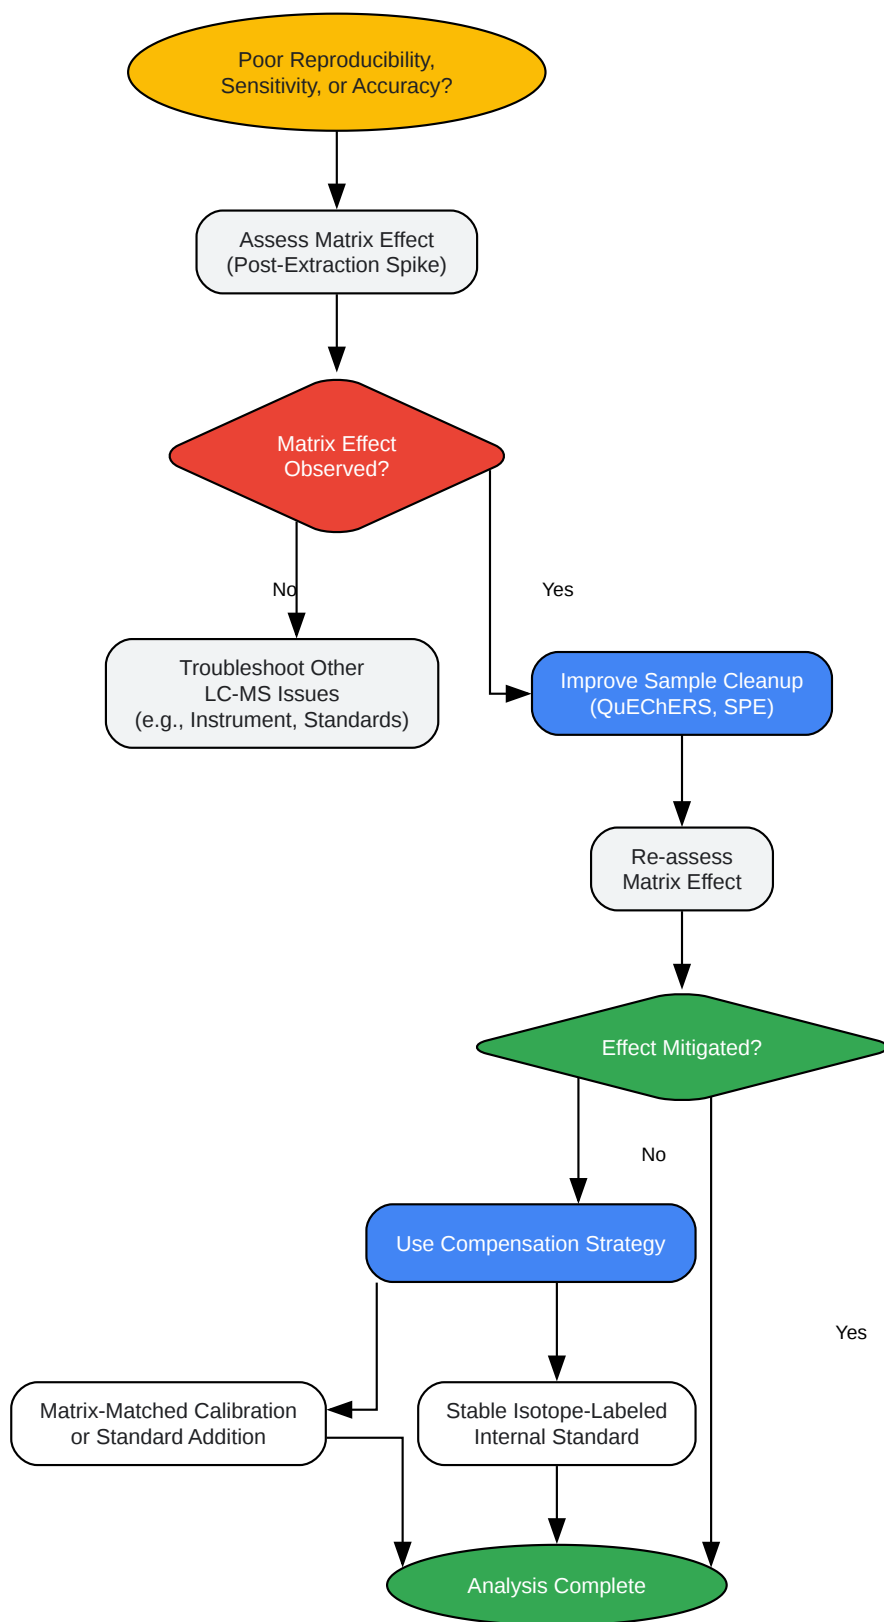 Poor Reproducibility,
Sensitivity, or Accuracy?
Assess Matrix Effect
(Post-Extraction Spike)
Matrix Effect
Observed?
No
Yes
Troubleshoot Other
LC-MS Issues
(e.g., Instrument, Standards)
Improve Sample Cleanup
(QuEChERS, SPE)
Re-assess
Matrix Effect
Effect Mitigated?
No
Use Compensation Strategy
Yes
Matrix-Matched Calibration
or Standard Addition
Stable Isotope-Labeled
Internal Standard
Analysis Complete